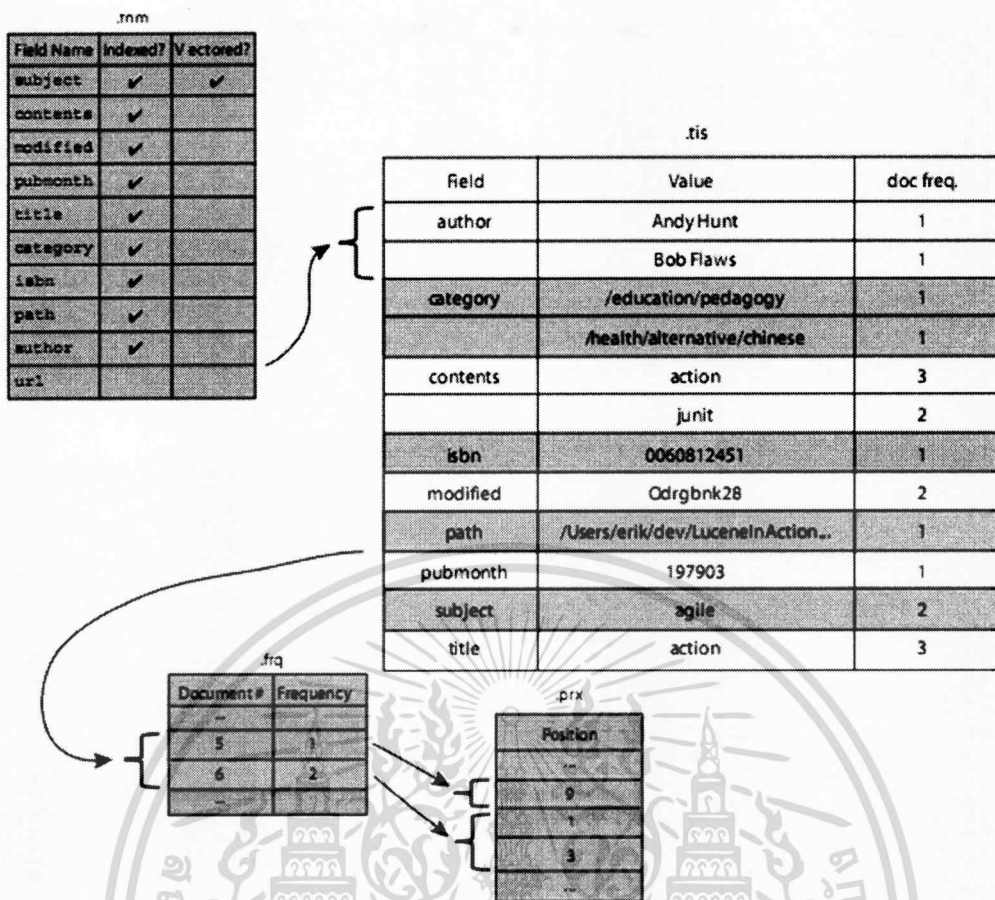 .fnm
Field Name Indexed? V ectored?
subject ✔ ✔
contents ✔
modified ✔
pubmonth ✔
title ✔
category ✔
isbn ✔
path ✔
author ✔
url
.tis
Field Value doc freq.
author Andy Hunt 1
Bob Flaws 1
category /education/pedagogy 1
/health/alternative/chinese 1
contents action 3
junit 2
isbn 0060812451 1
modified 0drgbnk28 2
path /Users/erik/dev/LuceneInAction... 1
pubmonth 197903 1
subject agile 2
title action 3
.frq
Document # Frequency
...
5 1
6 2
...
.prx
Position
...
9
1
3
...